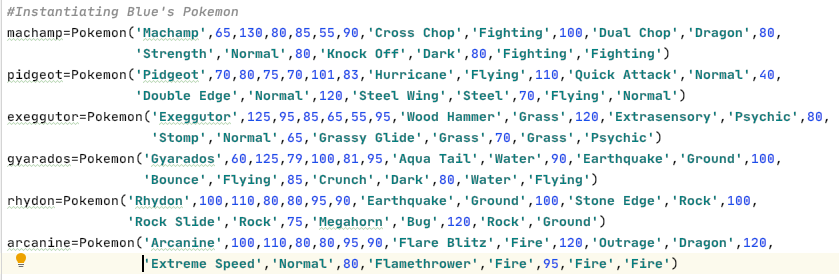 #Instantiating Blue's Pokemon
machamp=Pokemon('Machamp',65,130,80,85,55,90,'Cross Chop','Fighting',100,'Dual Chop','Dragon',80,
'Strength','Normal',80,'Knock Off','Dark',80,'Fighting','Fighting')
pidgeot=Pokemon('Pidgeot',70,80,75,70,101,83,'Hurricane','Flying',110,'Quick Attack','Normal',40,
'Double Edge','Normal',120,'Steel Wing','Steel',70,'Flying','Normal')
exeggutor=Pokemon('Exeggutor',125,95,85,65,55,95,'Wood Hammer','Grass',120,'Extrasensory','Psychic',80,
'Stomp','Normal',65,'Grassy Glide','Grass',70,'Grass','Psychic')
gyarados=Pokemon('Gyarados',60,125,79,100,81,95,'Aqua Tail','Water',90,'Earthquake','Ground',100,
'Bounce','Flying',85,'Crunch','Dark',80,'Water','Flying')
rhydon=Pokemon('Rhydon',100,110,80,80,95,90,'Earthquake','Ground',100,'Stone Edge','Rock',100,
'Rock Slide','Rock',75,'Megahorn','Bug',120,'Rock','Ground')
arcanine=Pokemon('Arcanine',100,110,80,80,95,90,'Flare Blitz','Fire',120,'Outrage','Dragon',120,
'Extreme Speed','Normal',80,'Flamethrower','Fire',95,'Fire','Fire')